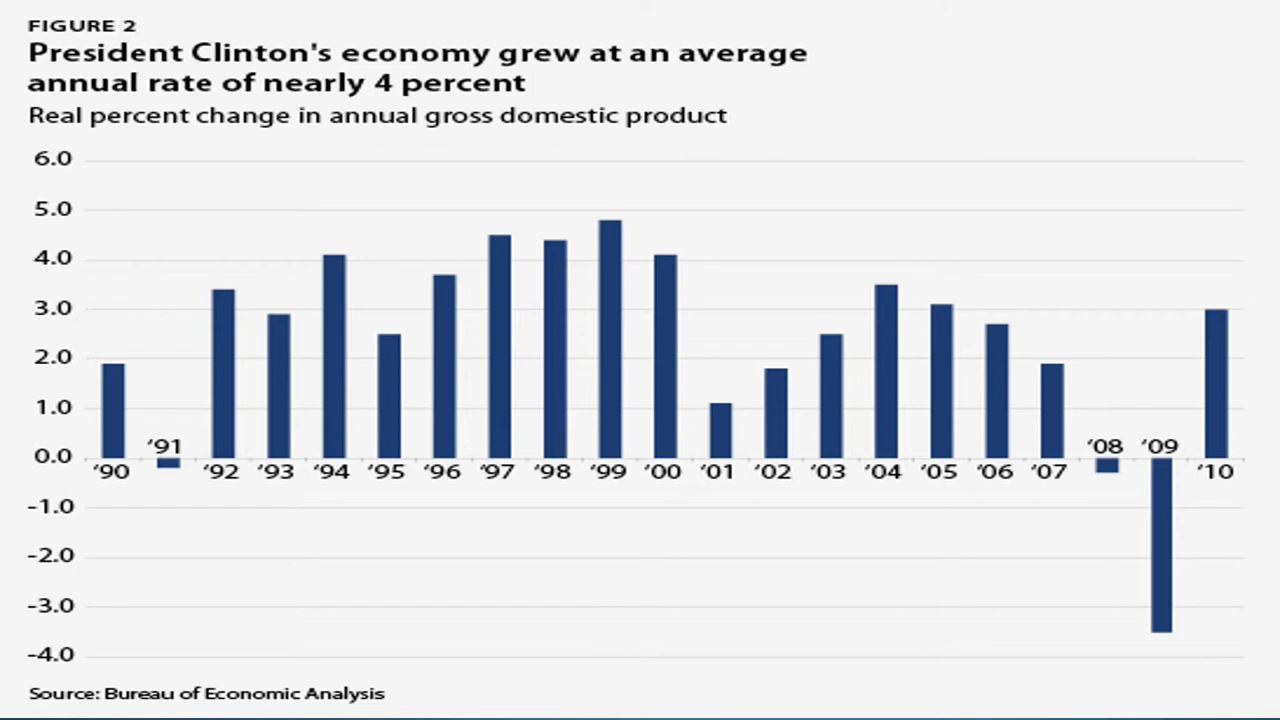 FIGURE 2
President Clinton's economy grew at an average
annual rate of nearly 4 percent
Real percent change in annual gross domestic product
6.0
5.0
4.0
3.0
2.0
1.0
0.0
-1.0
-2.0
-3.0
-4.0
’91 ’08 ’09
’90 ’92 ’93 ’94 ’95 ’96 ’97 ’98 ’99 ’00 ’01 ’02 ’03 ’04 ’05 ’06 ’07 ’10
Source: Bureau of Economic Analysis